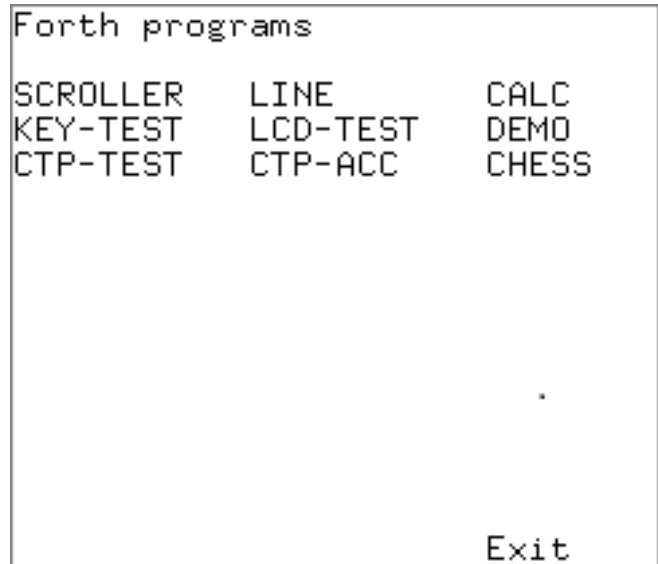 Forth programs
SCROLLER LINE CALC
KEY-TEST LCD-TEST DEMO
CTP-TEST CTP-ACC CHESS
Exit